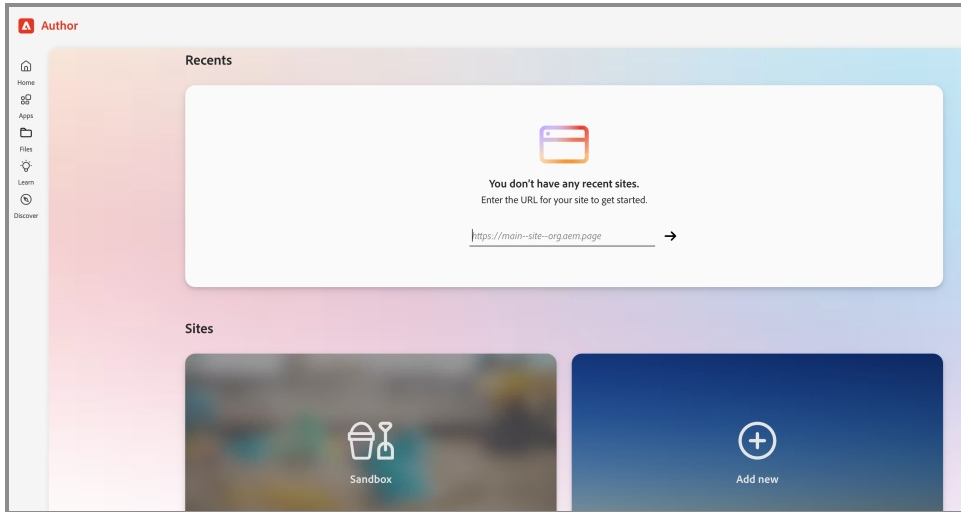 Author
Home
Apps
Files
Learn
Discover
Recents
You don't have any recent sites.
Enter the URL for your site to get started.
https://main--site--org.aem.page
Sites
Sandbox
Add new